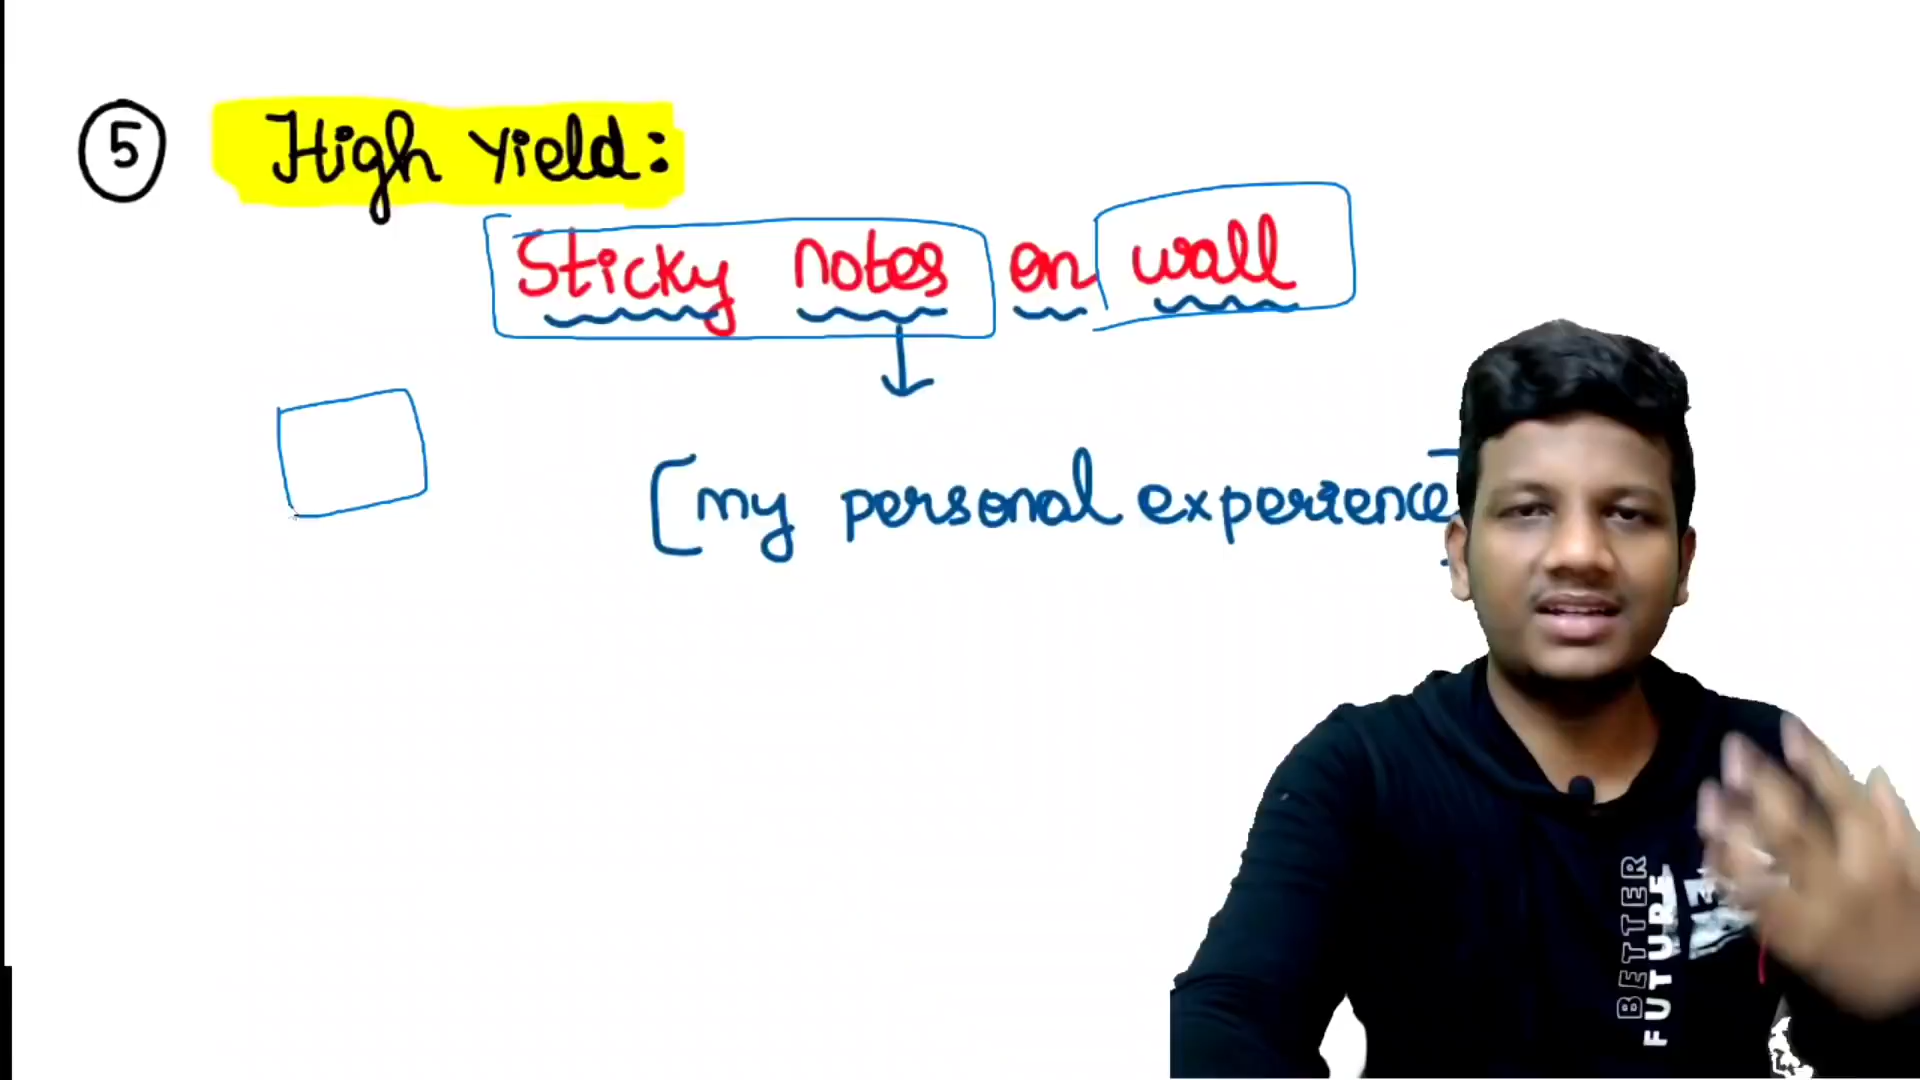 5 High Yield:
Sticky notes on wall
[my personal experience]
BETTER
FUTURE